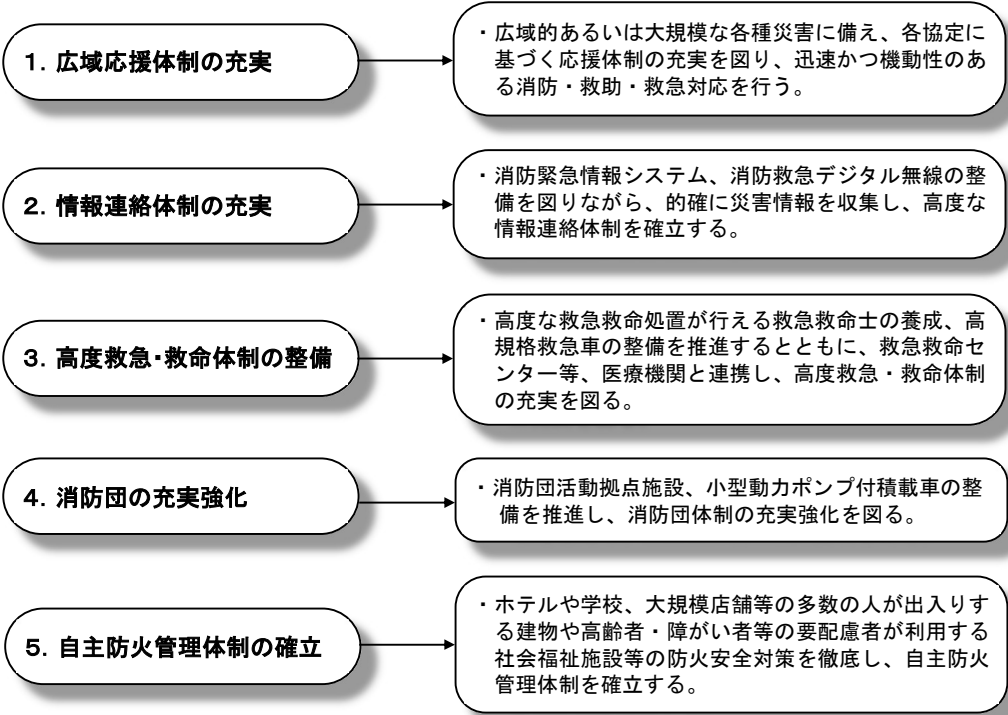 1. 広域応援体制の充実
・広域的あるいは大規模な各種災害に備え、各協定に
基づく応援体制の充実を図り、迅速かつ機動性のあ
る消防・救助・救急対応を行う。
2. 情報連絡体制の充実
・消防緊急情報システム、消防救急デジタル無線の整
備を図りながら、的確に災害情報を収集し、高度な
情報連絡体制を確立する。
3. 高度救急・救命体制の整備
・高度な救急救命処置が行える救急救命士の養成、高
規格救急車の整備を推進するとともに、救急救命セ
ンター等、医療機関と連携し、高度救急・救命体制
の充実を図る。
4. 消防団の充実強化
・消防団活動拠点施設、小型動力ポンプ付積載車の整
備を推進し、消防団体制の充実強化を図る。
5. 自主防火管理体制の確立
・ホテルや学校、大規模店舗等の多数の人が出入りす
る建物や高齢者・障がい者等の要配慮者が利用する
社会福祉施設等の防火安全対策を徹底し、自主防火
管理体制を確立する。